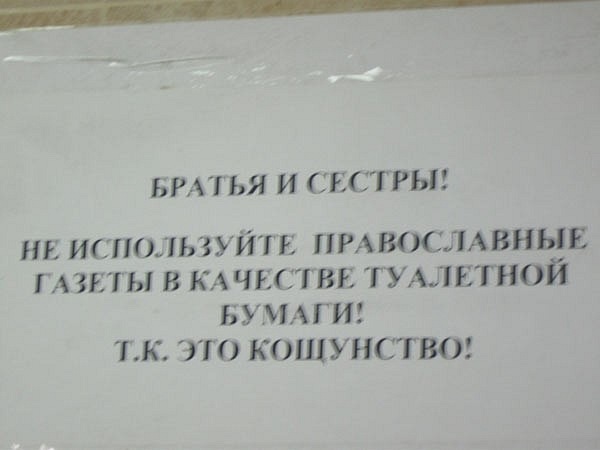 БРАТЬЯ И СЕСТРЫ!
НЕ ИСПОЛЬЗУЙТЕ ПРАВОСЛАВНЫЕ
ГАЗЕТЫ В КАЧЕСТВЕ ТУАЛЕТНОЙ
БУМАГИ!
Т.К. ЭТО КОЩУНСТВО!